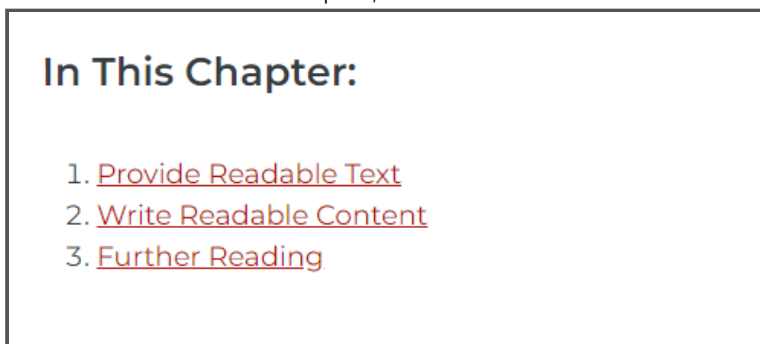 In This Chapter:
1. Provide Readable Text
2. Write Readable Content
3. Further Reading